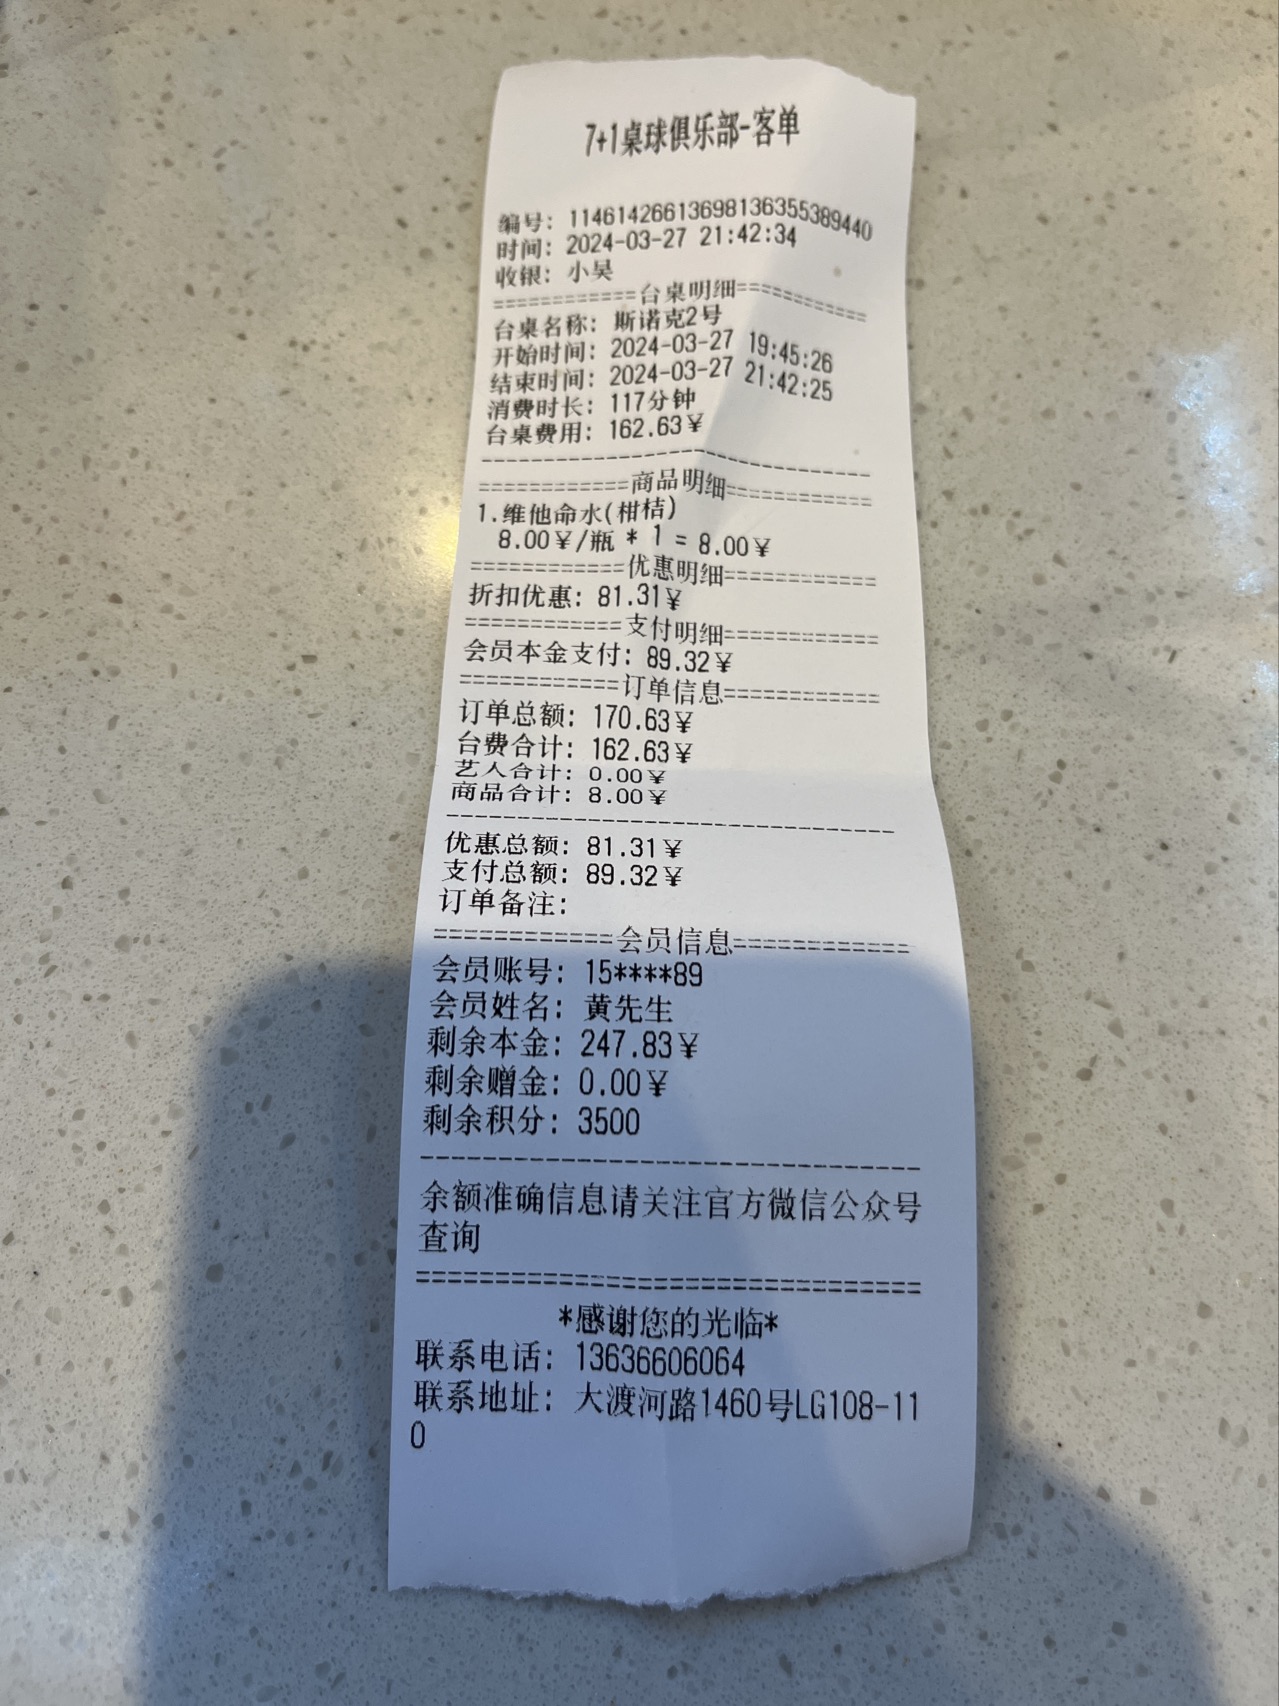 7+1桌球俱乐部-客单
编号: 1146142661369813635538​9440
时间: 2024-03-27 21:42:34
收银: 小吴
============台桌明细============
台桌名称: 斯诺克2号
开始时间: 2024-03-27 19:45:26
结束时间: 2024-03-27 21:42:25
消费时长: 117分钟
台桌费用: 162.63¥
--------------------------------
============商品明细============
1.维他命水(柑桔)
8.00¥/瓶 * 1 = 8.00¥
============优惠明细============
折扣优惠: 81.31¥
============支付明细============
会员本金支付: 89.32¥
============订单信息============
订单总额: 170.63¥
台费合计: 162.63¥
艺人合计: 0.00¥
商品合计: 8.00¥
--------------------------------
优惠总额: 81.31¥
支付总额: 89.32¥
订单备注:
============会员信息============
会员账号: 15****89
会员姓名: 黄先生
剩余本金: 247.83¥
剩余赠金: 0.00¥
剩余积分: 3500
--------------------------------
余额准确信息请关注官方微信公众号
查询
================================
*感谢您的光临*
联系电话: 13636606064
联系地址: 大渡河路1460号LG108-11
0